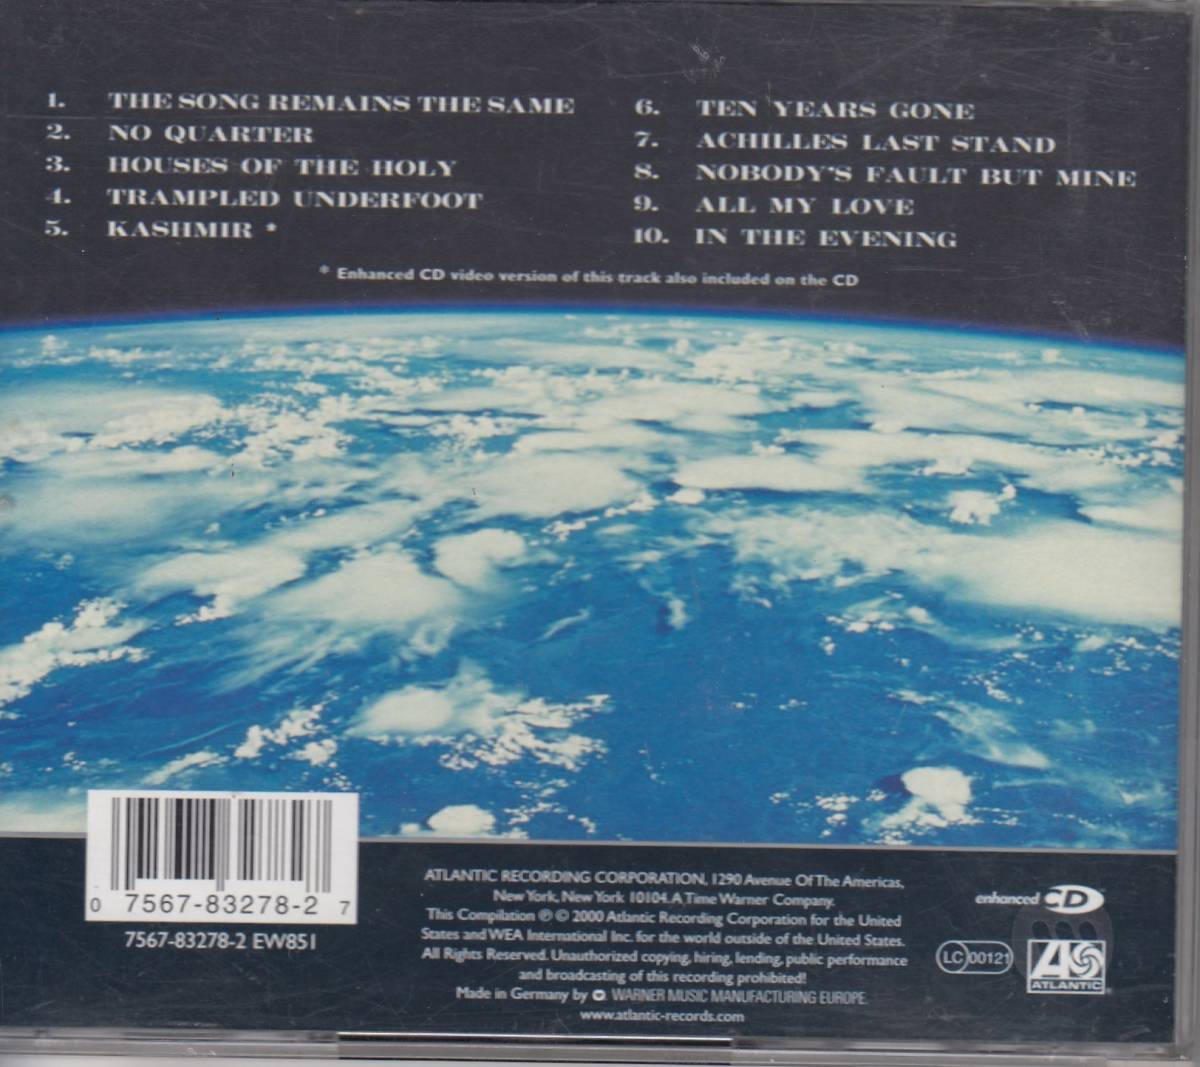 1. THE SONG REMAINS THE SAME
2. NO QUARTER
3. HOUSES OF THE HOLY
4. TRAMPLED UNDERFOOT
5. KASHMIR *
6. TEN YEARS GONE
7. ACHILLES LAST STAND
8. NOBODY'S FAULT BUT MINE
9. ALL MY LOVE
10. IN THE EVENING
* Enhanced CD video version of this track also included on the CD
0 7567-83278-2 7
7567-83278-2 EW851
ATLANTIC RECORDING CORPORATION, 1290 Avenue Of The Americas,
New York, New York 10104. A Time Warner Company.
This Compilation ℗ © 2000 Atlantic Recording Corporation for the United
States and WEA International Inc. for the world outside of the United States.
All Rights Reserved. Unauthorized copying, hiring, lending, public performance
and broadcasting of this recording prohibited!
Made in Germany by WARNER MUSIC MANUFACTURING EUROPE.
www.atlantic-records.com
enhanced CD
LC 00121
ATLANTIC